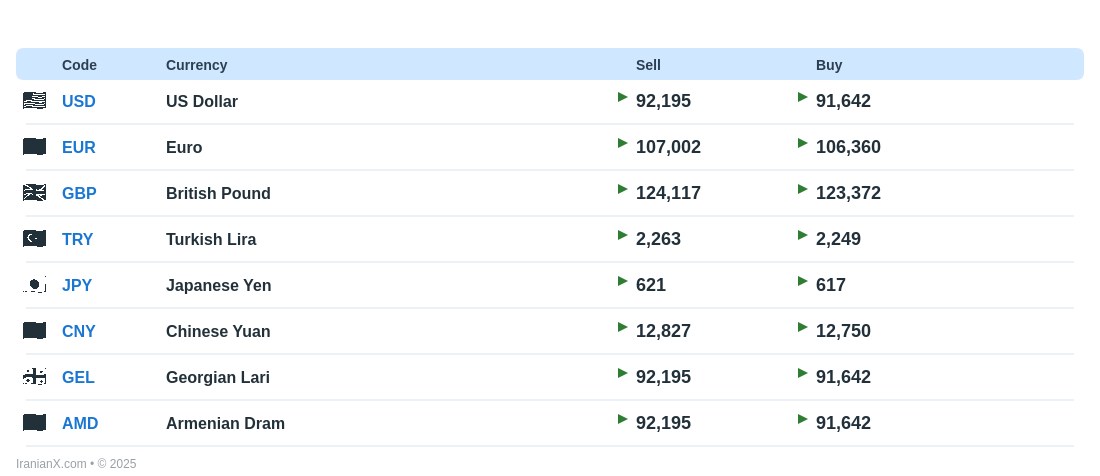 Code Currency Sell Buy
USD US Dollar 92,195 91,642
EUR Euro 107,002 106,360
GBP British Pound 124,117 123,372
TRY Turkish Lira 2,263 2,249
JPY Japanese Yen 621 617
CNY Chinese Yuan 12,827 12,750
GEL Georgian Lari 92,195 91,642
AMD Armenian Dram 92,195 91,642
IranianX.com • © 2025